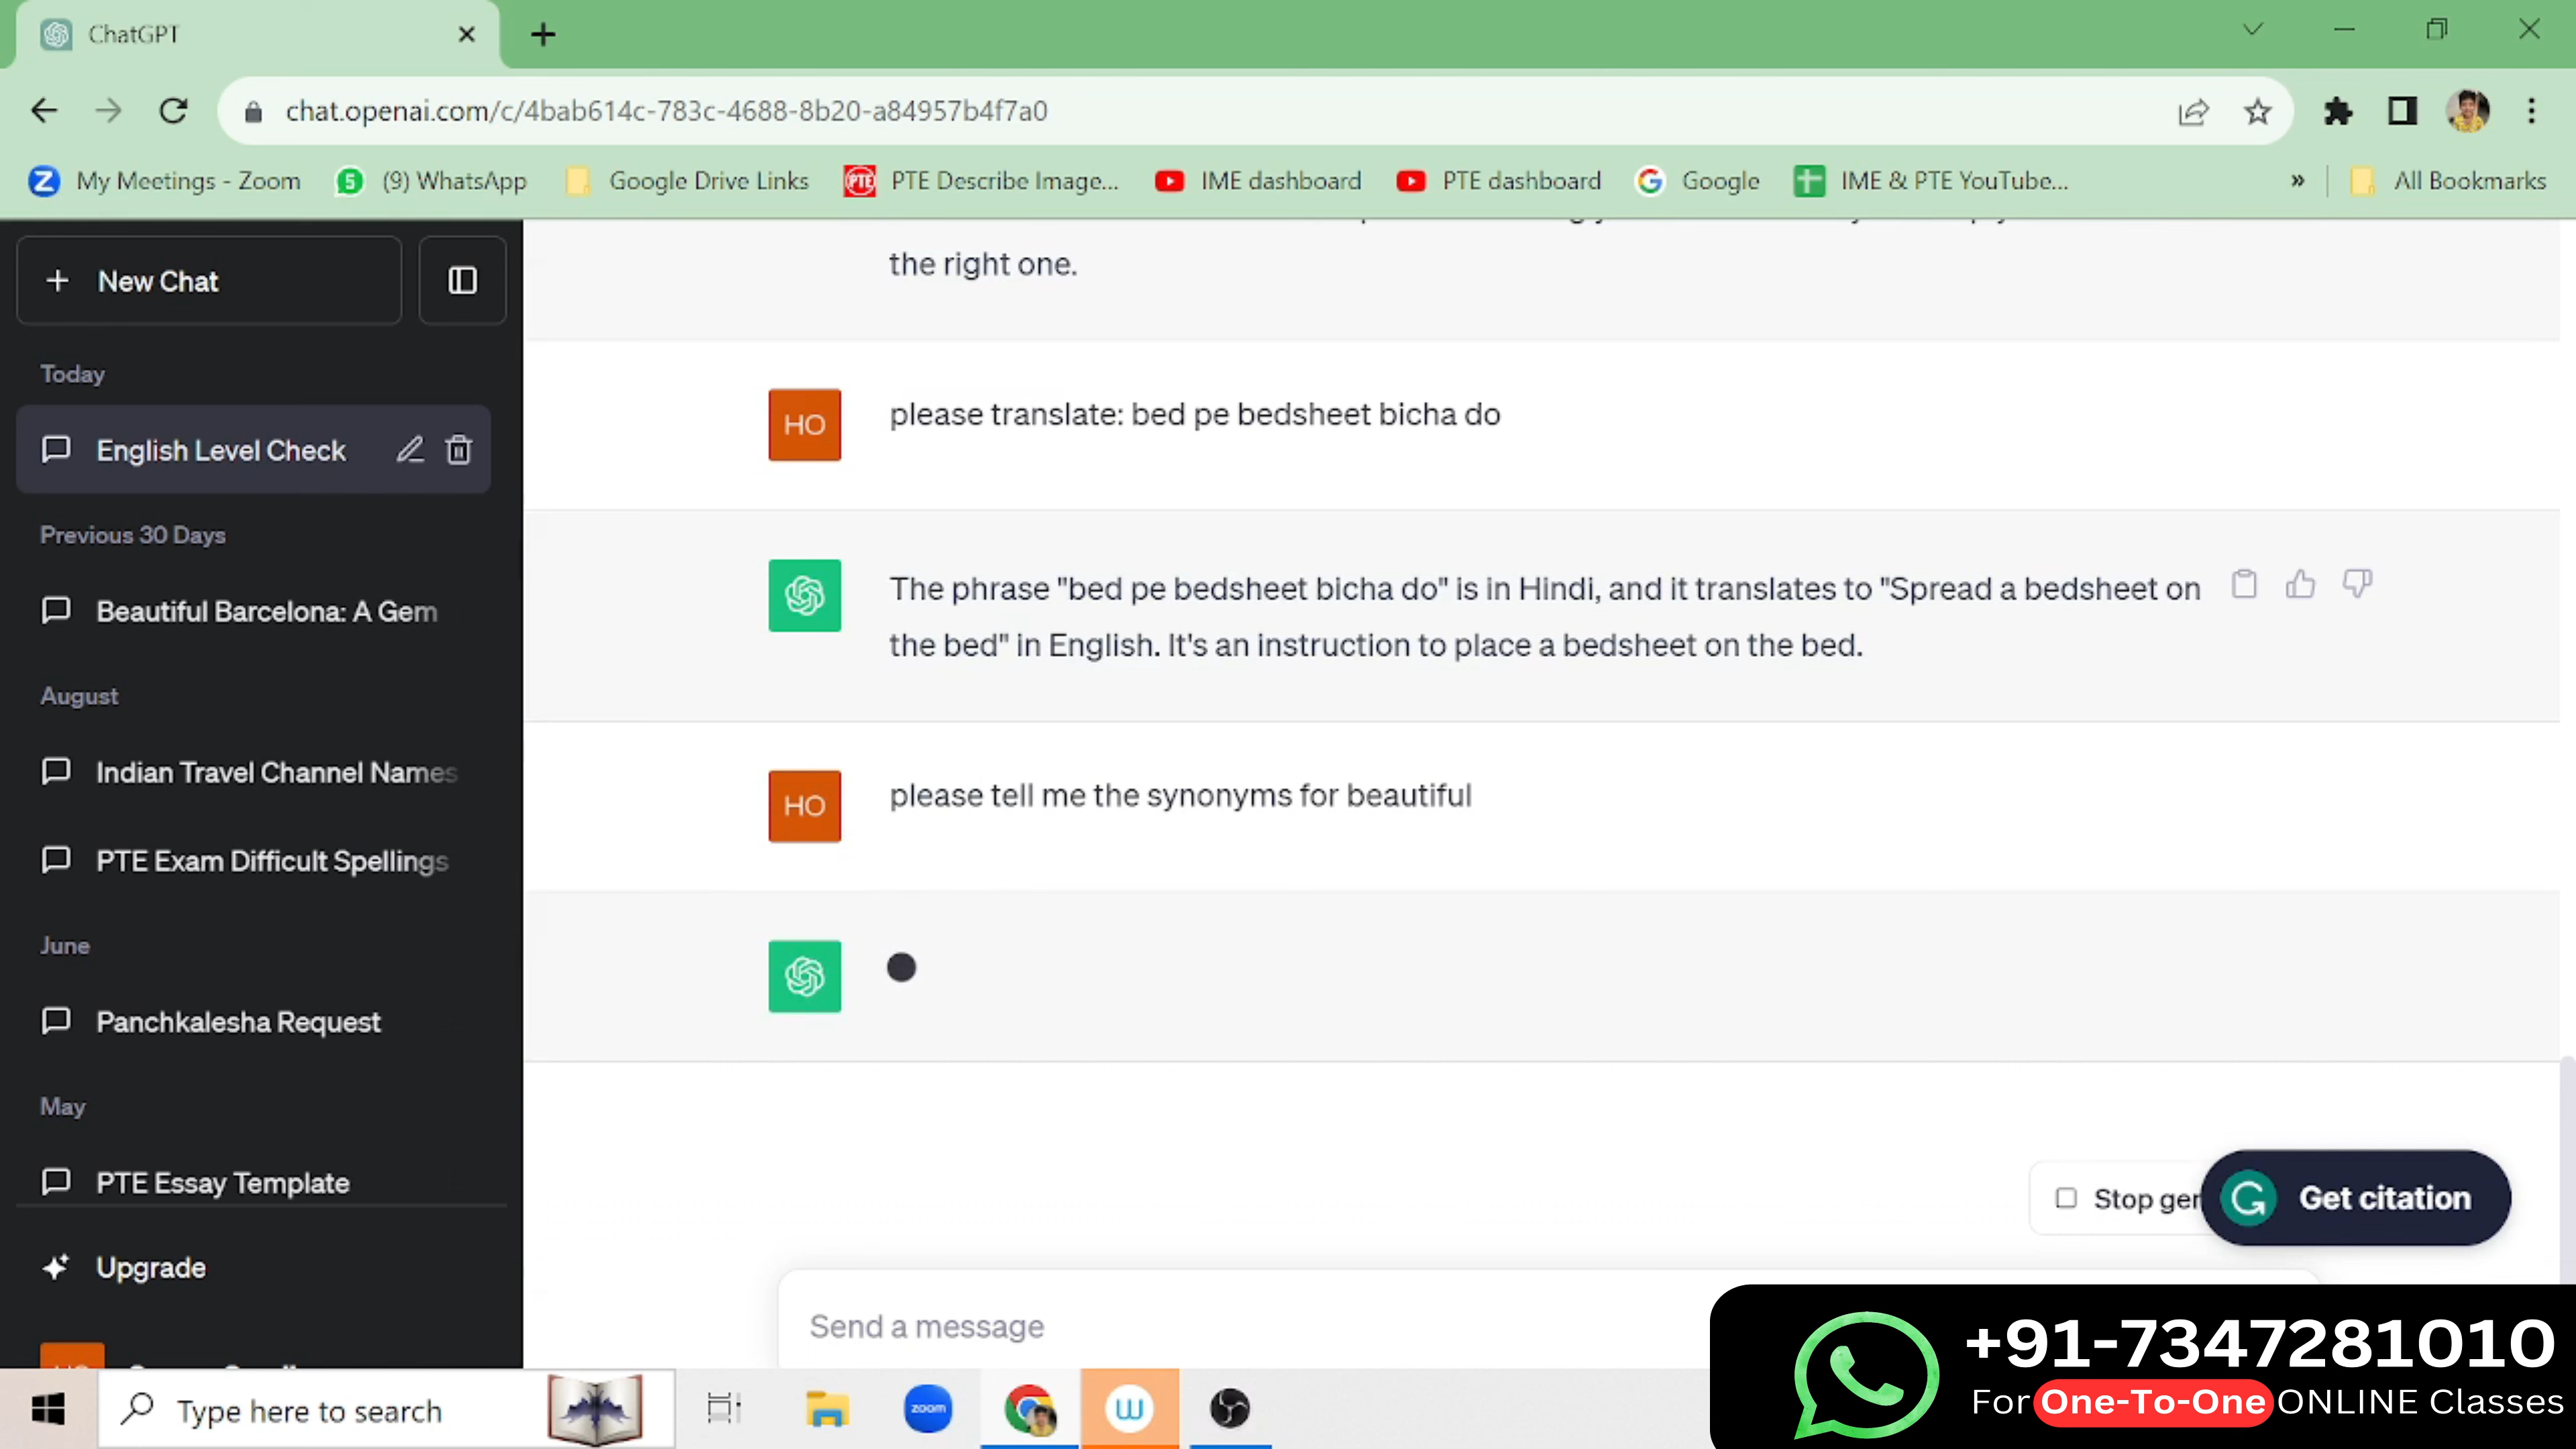 ChatGPT
chat.openai.com/c/4bab614c-783c-4688-8b20-a84957b4f7a0
My Meetings - Zoom
(9) WhatsApp
Google Drive Links
PTE
PTE Describe Image...
IME dashboard
PTE dashboard
Google
IME & PTE YouTube...
»
All Bookmarks
New Chat
Today
English Level Check
Previous 30 Days
Beautiful Barcelona: A Gem
August
Indian Travel Channel Names
PTE Exam Difficult Spellings
June
Panchkalesha Request
May
PTE Essay Template
Upgrade
the right one.
HO
please translate: bed pe bedsheet bicha do
The phrase "bed pe bedsheet bicha do" is in Hindi, and it translates to "Spread a bedsheet on
the bed" in English. It's an instruction to place a bedsheet on the bed.
HO
please tell me the synonyms for beautiful
Stop ger
Get citation
Send a message
Type here to search
zoom
+91-7347281010
For One-To-One ONLINE Classes